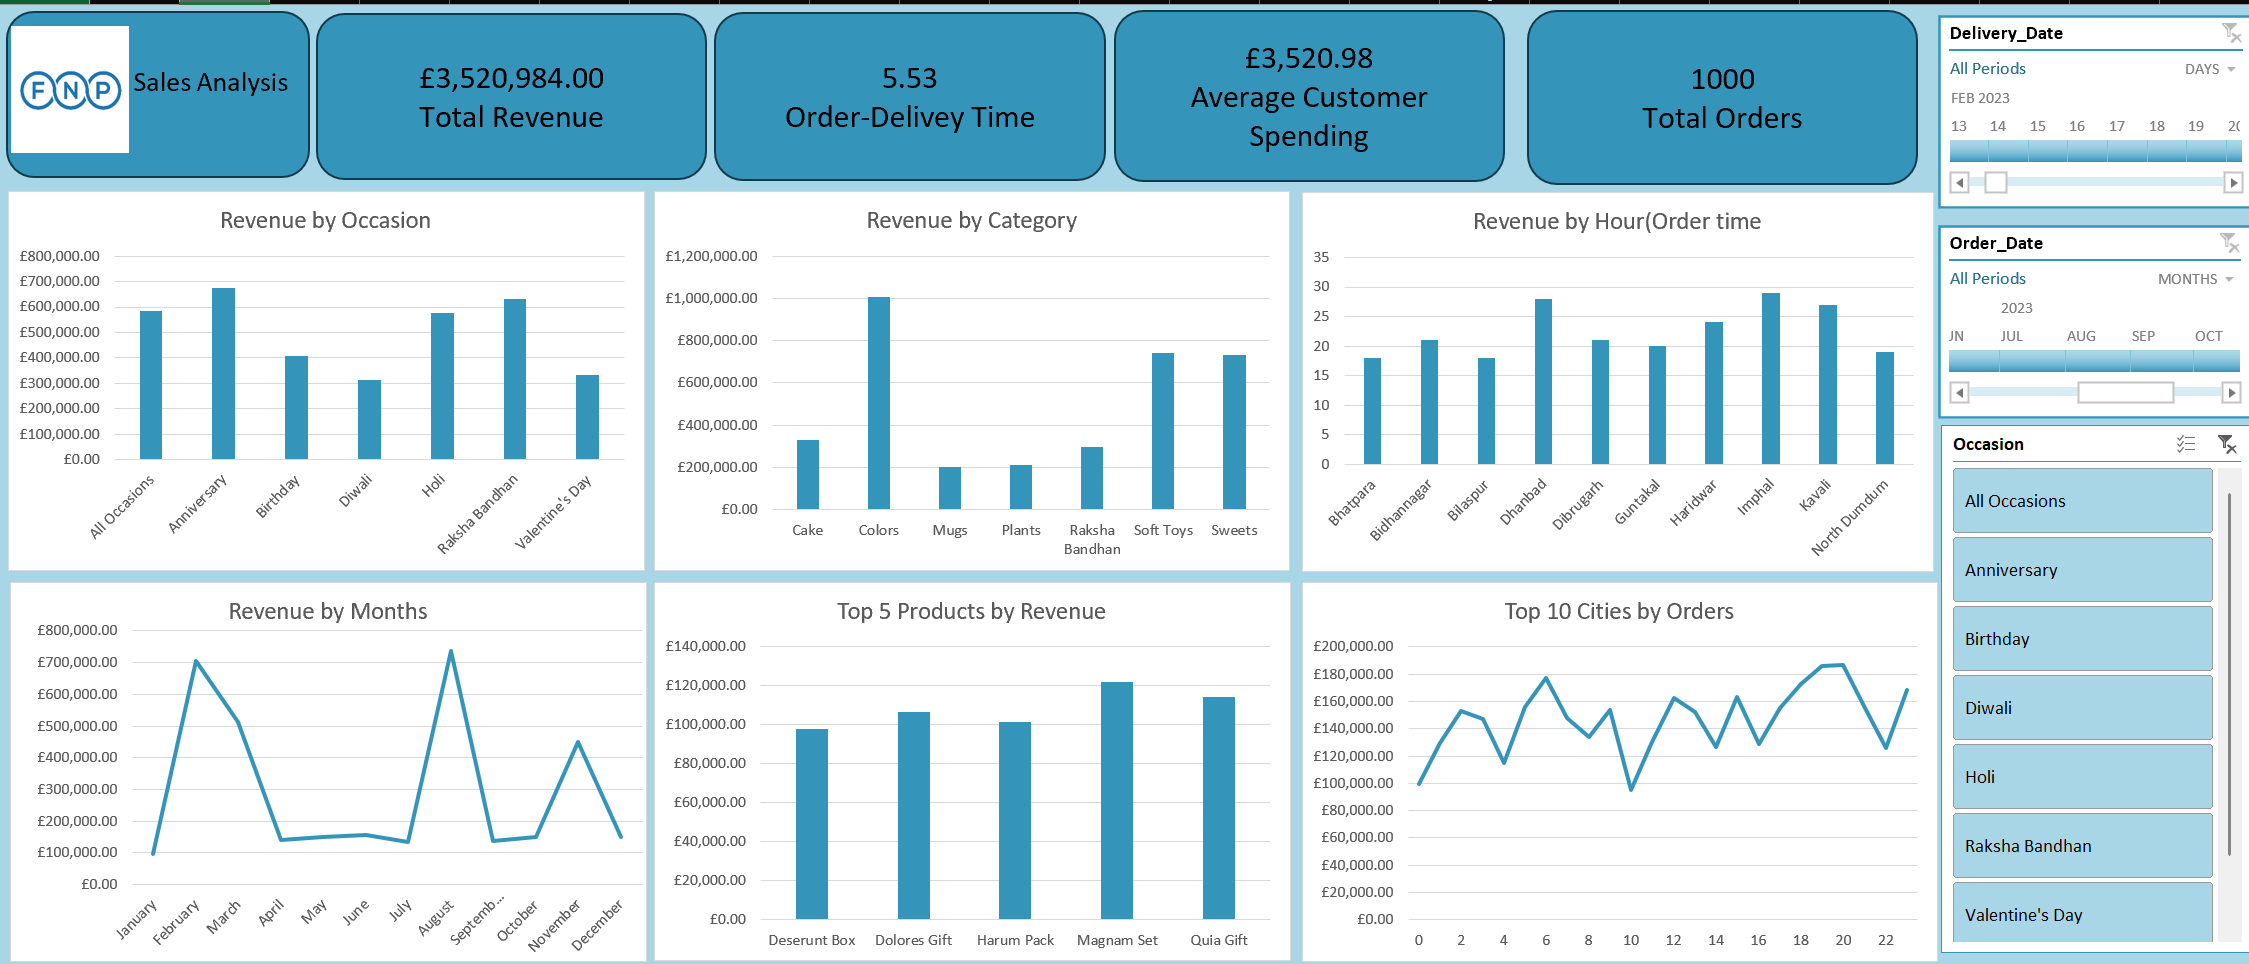 FNP
Sales Analysis
£3,520,984.00
Total Revenue
5.53
Order-Delivey Time
£3,520.98
Average Customer
Spending
1000
Total Orders
Delivery_Date
All Periods
DAYS
FEB 2023
13 14 15 16 17 18 19 20
Order_Date
All Periods
MONTHS
2023
JN JUL AUG SEP OCT
Occasion
All Occasions
Anniversary
Birthday
Diwali
Holi
Raksha Bandhan
Valentine's Day
Revenue by Occasion
£800,000.00
£700,000.00
£600,000.00
£500,000.00
£400,000.00
£300,000.00
£200,000.00
£100,000.00
£0.00
All Occasions
Anniversary
Birthday
Diwali
Holi
Raksha Bandhan
Valentine's Day
Revenue by Category
£1,200,000.00
£1,000,000.00
£800,000.00
£600,000.00
£400,000.00
£200,000.00
£0.00
Cake
Colors
Mugs
Plants
Raksha
Bandhan
Soft Toys
Sweets
Revenue by Hour(Order time
35
30
25
20
15
10
5
0
Bhatpara
Bidhannagar
Bilaspur
Dhanbad
Dibrugarh
Guntakal
Haridwar
Imphal
Kavali
North Dumdum
Revenue by Months
£800,000.00
£700,000.00
£600,000.00
£500,000.00
£400,000.00
£300,000.00
£200,000.00
£100,000.00
£0.00
January
February
March
April
May
June
July
August
Septemb...
October
November
December
Top 5 Products by Revenue
£140,000.00
£120,000.00
£100,000.00
£80,000.00
£60,000.00
£40,000.00
£20,000.00
£0.00
Deserunt Box
Dolores Gift
Harum Pack
Magnam Set
Quia Gift
Top 10 Cities by Orders
£200,000.00
£180,000.00
£160,000.00
£140,000.00
£120,000.00
£100,000.00
£80,000.00
£60,000.00
£40,000.00
£20,000.00
£0.00
0 2 4 6 8 10 12 14 16 18 20 22